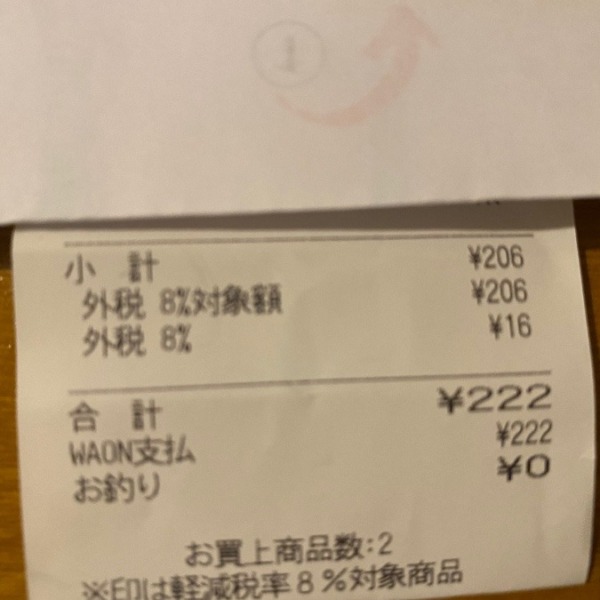 小 計 ¥206
外税 8%対象額 ¥206
外税 8% ¥16
合 計 ¥222
WAON支払 ¥222
お釣り ¥0
お買上商品数:2
※印は軽減税率8%対象商品